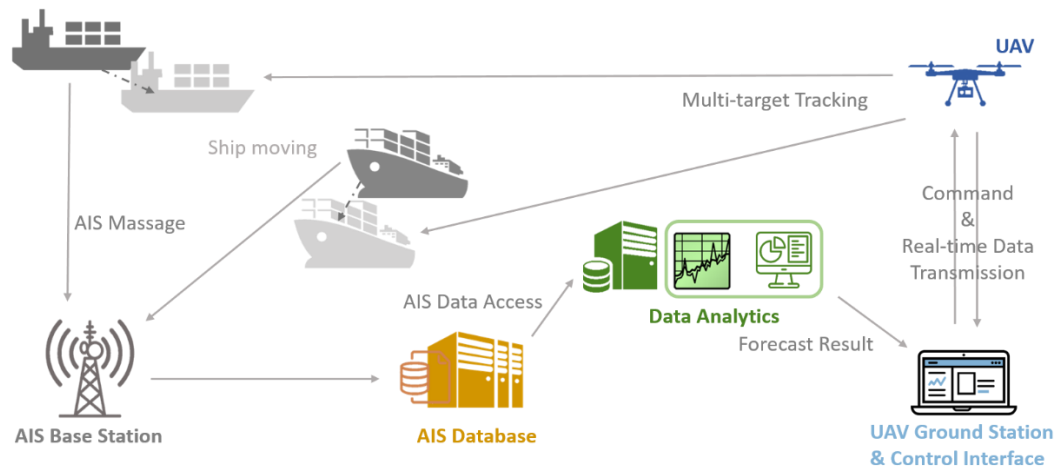 UAV
Multi-target Tracking
Ship moving
AIS Massage
Command
&
Real-time Data
Transmission
AIS Data Access
Data Analytics
Forecast Result
AIS Base Station
AIS Database
UAV Ground Station
& Control Interface